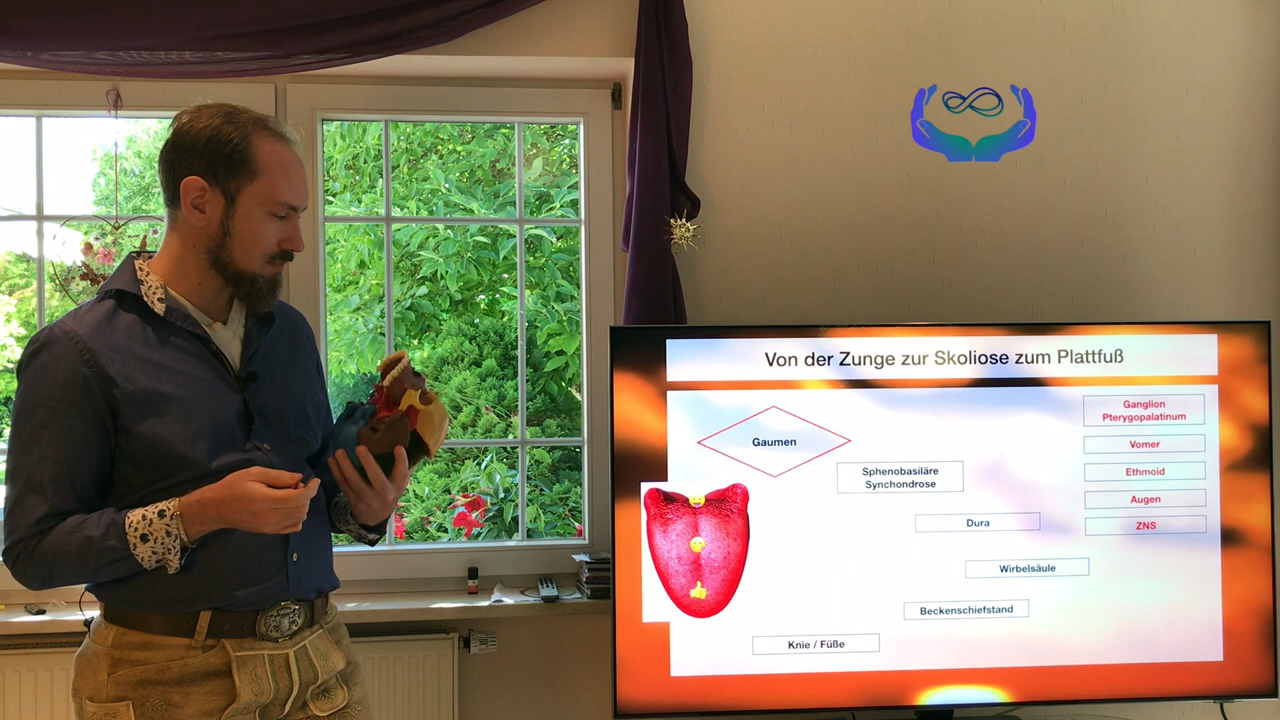 Von der Zunge zur Skoliose zum Plattfuß
Gaumen
Sphenobasiläre
Synchondrose
Dura
Wirbelsäule
Beckenschiefstand
Knie / Füße
Ganglion
Pterygopalatinum
Vomer
Ethmoid
Augen
ZNS